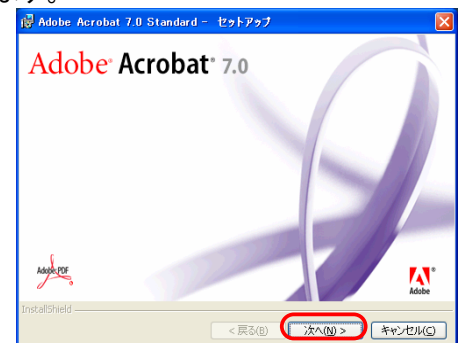 Adobe Acrobat 7.0 Standard - セットアップ
Adobe® Acrobat® 7.0
Adobe PDF
Adobe
InstallShield
< 戻る(B) 次へ(N) > キャンセル(C)